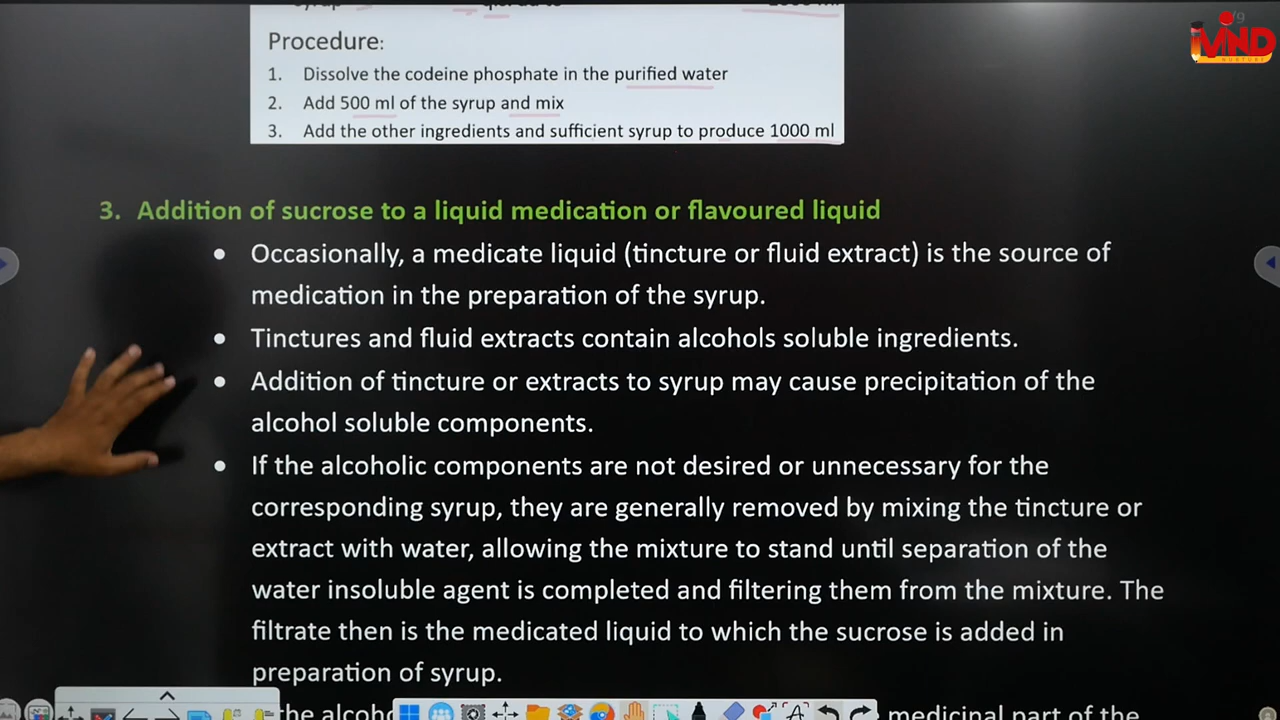 /9
MIND
NURTURE
Procedure:
1. Dissolve the codeine phosphate in the purified water
2. Add 500 ml of the syrup and mix
3. Add the other ingredients and sufficient syrup to produce 1000 ml
3. Addition of sucrose to a liquid medication or flavoured liquid
• Occasionally, a medicate liquid (tincture or fluid extract) is the source of
medication in the preparation of the syrup.
• Tinctures and fluid extracts contain alcohols soluble ingredients.
• Addition of tincture or extracts to syrup may cause precipitation of the
alcohol soluble components.
• If the alcoholic components are not desired or unnecessary for the
corresponding syrup, they are generally removed by mixing the tincture or
extract with water, allowing the mixture to stand until separation of the
water insoluble agent is completed and filtering them from the mixture. The
filtrate then is the medicated liquid to which the sucrose is added in
preparation of syrup.
the medicinal part of the